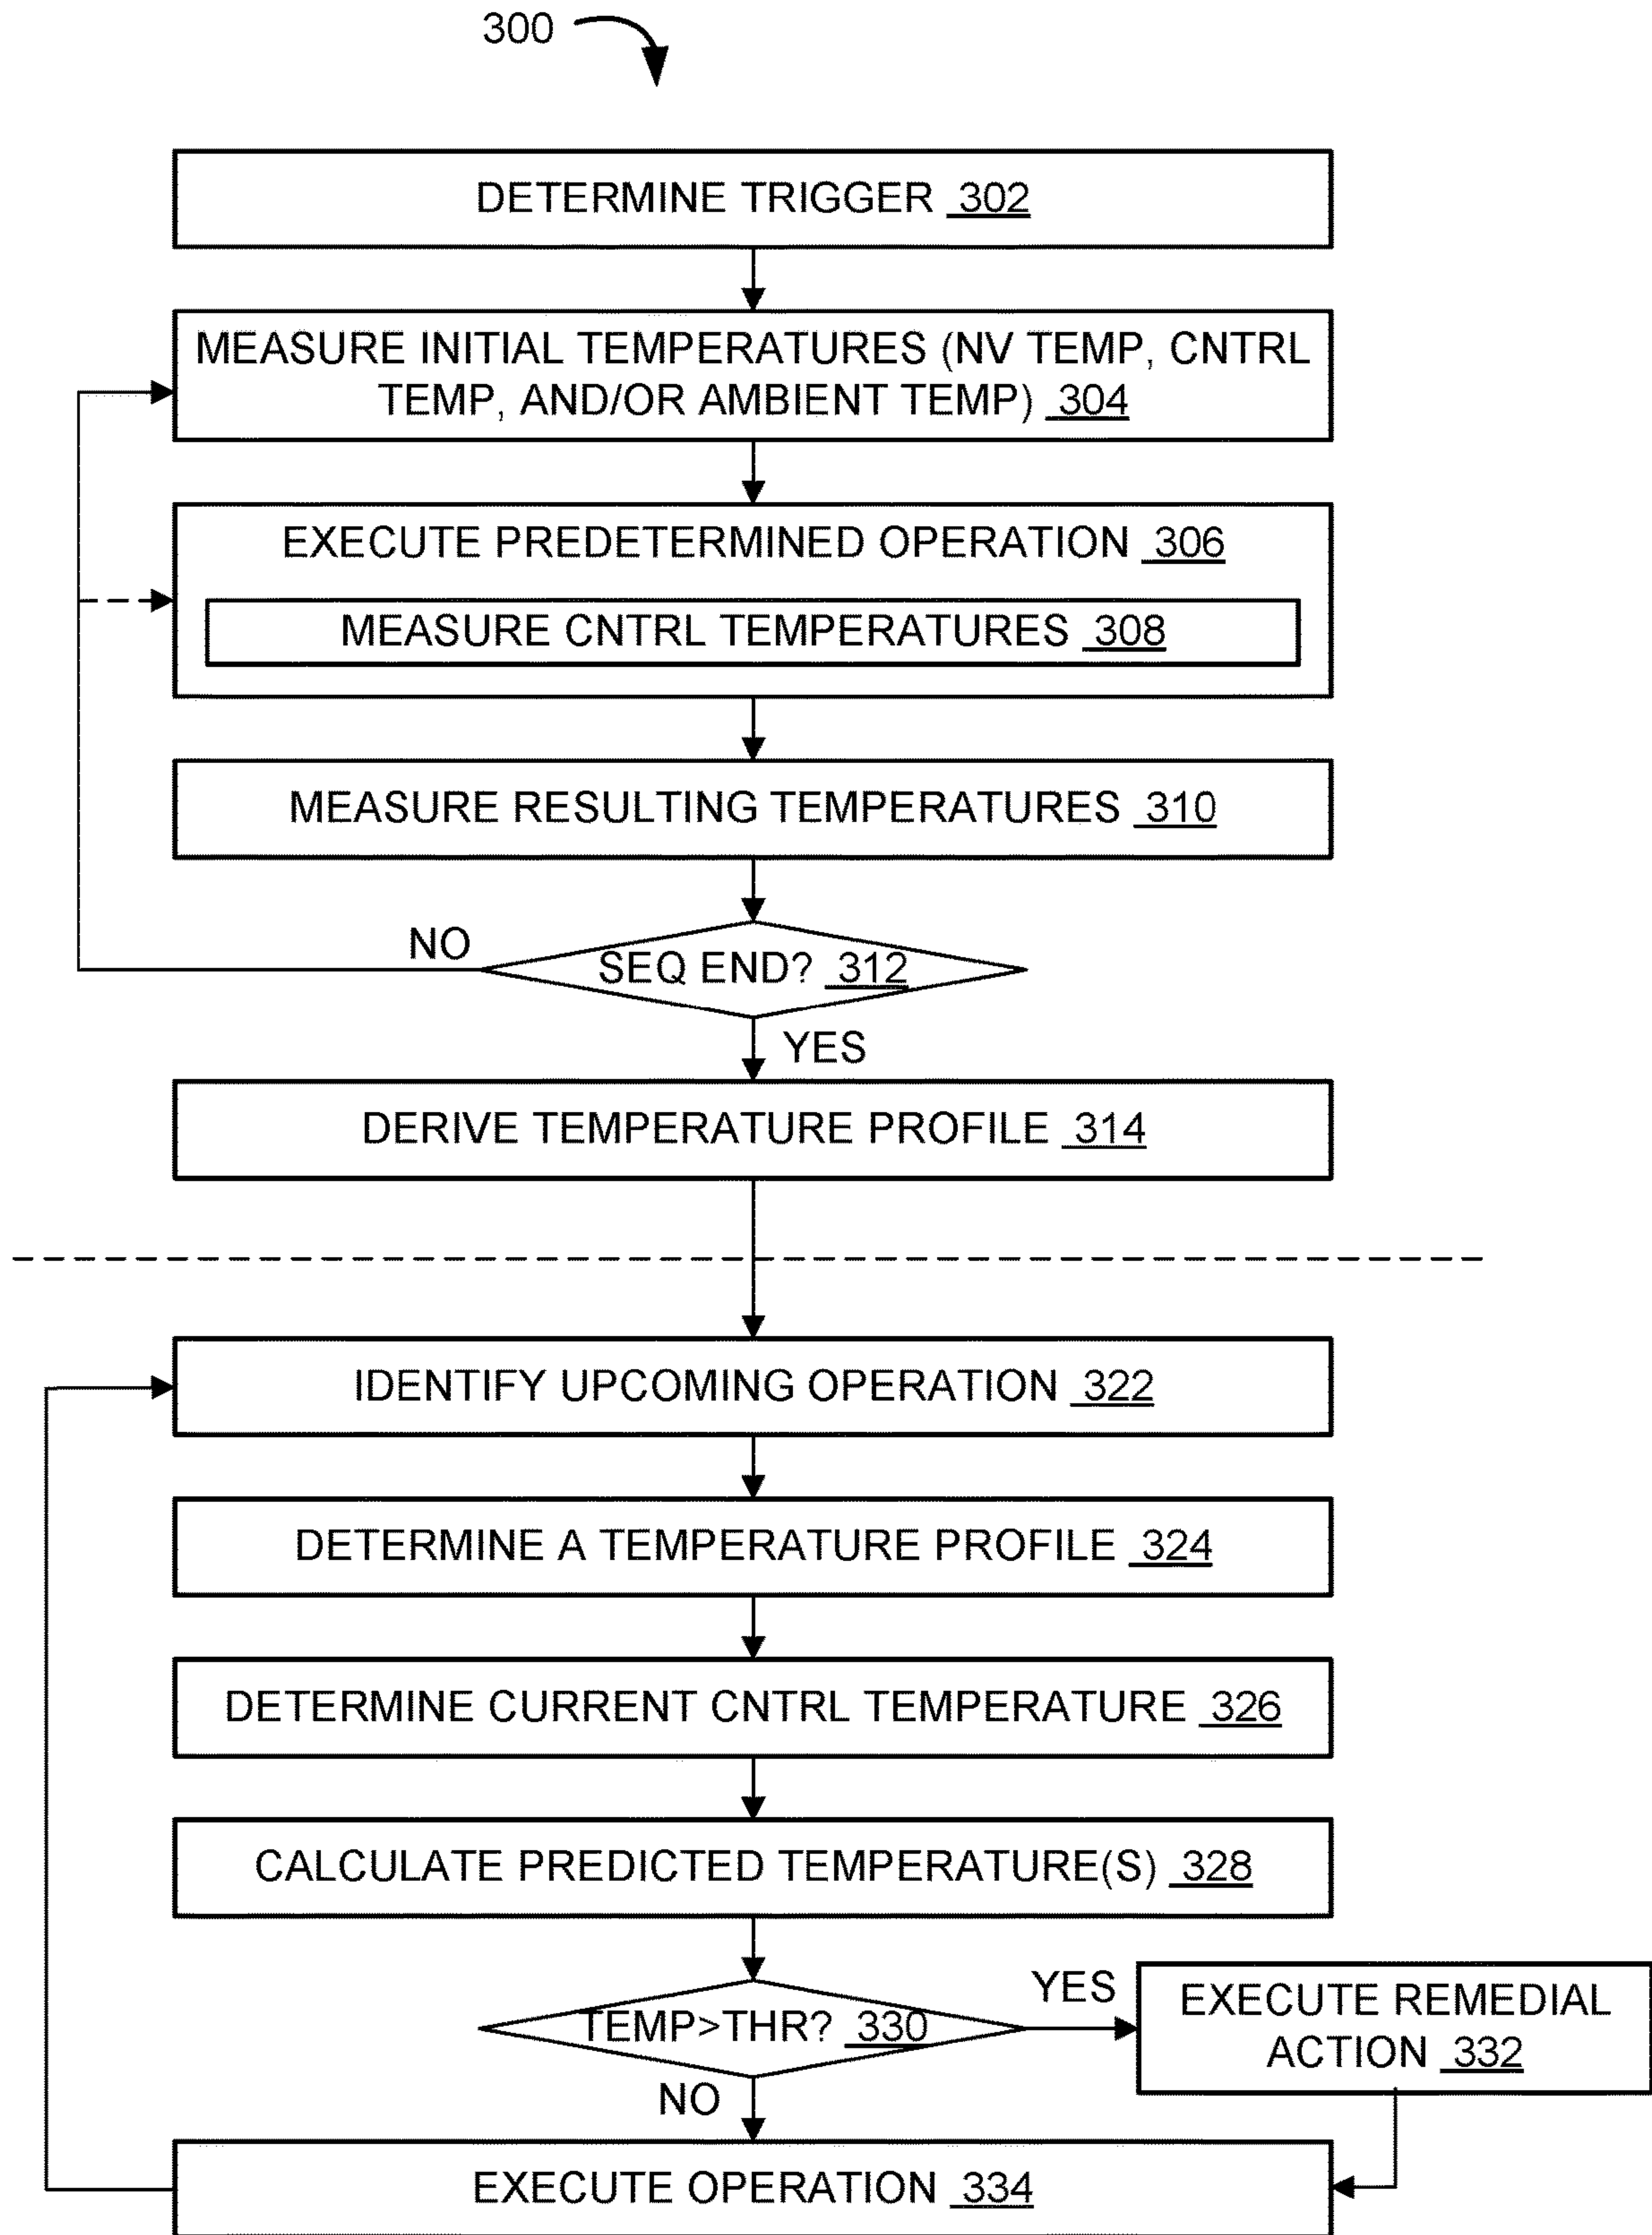 300
DETERMINE TRIGGER 302
MEASURE INITIAL TEMPERATURES (NV TEMP, CNTRL
TEMP, AND/OR AMBIENT TEMP) 304
EXECUTE PREDETERMINED OPERATION 306
MEASURE CNTRL TEMPERATURES 308
MEASURE RESULTING TEMPERATURES 310
NO
SEQ END? 312
YES
DERIVE TEMPERATURE PROFILE 314
IDENTIFY UPCOMING OPERATION 322
DETERMINE A TEMPERATURE PROFILE 324
DETERMINE CURRENT CNTRL TEMPERATURE 326
CALCULATE PREDICTED TEMPERATURE(S) 328
TEMP>THR? 330
YES
EXECUTE REMEDIAL
ACTION 332
NO
EXECUTE OPERATION 334